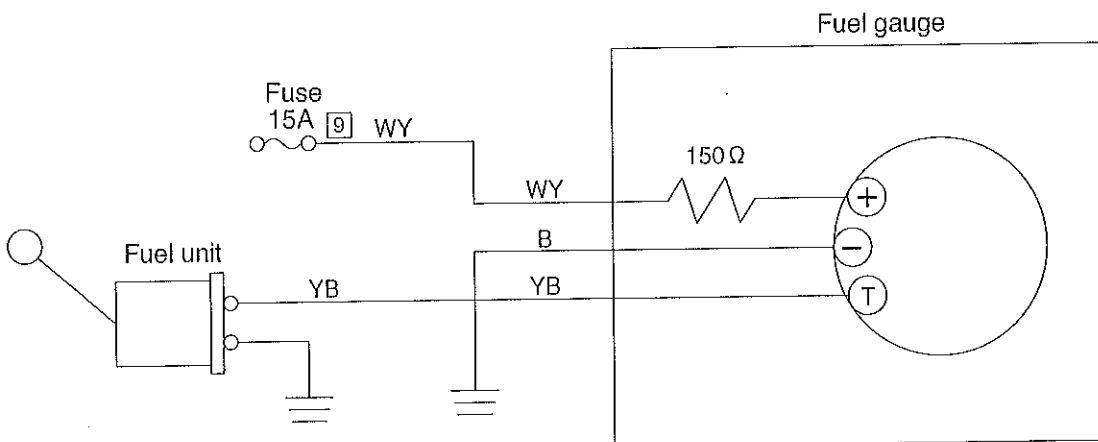 Fuel gauge
Fuse
15A 9 WY
150Ω
WY
+
B
−
Fuel unit
YB YB
T